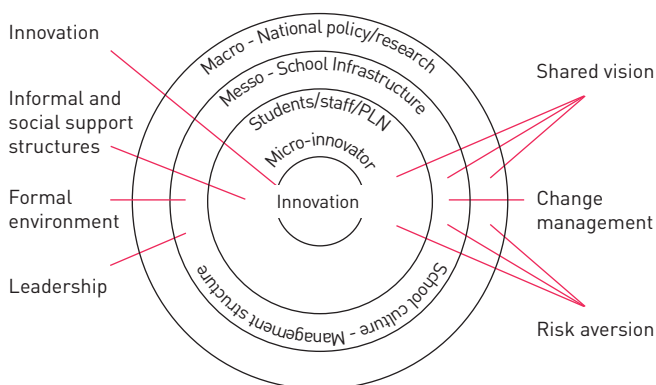 Innovation
Informal and
social support
structures
Formal
environment
Leadership
Macro - National policy/research
Messo - School Infrastructure
Students/staff/PLN
Micro-innovator
Innovation
School culture - Management structure
Shared vision
Change
management
Risk aversion